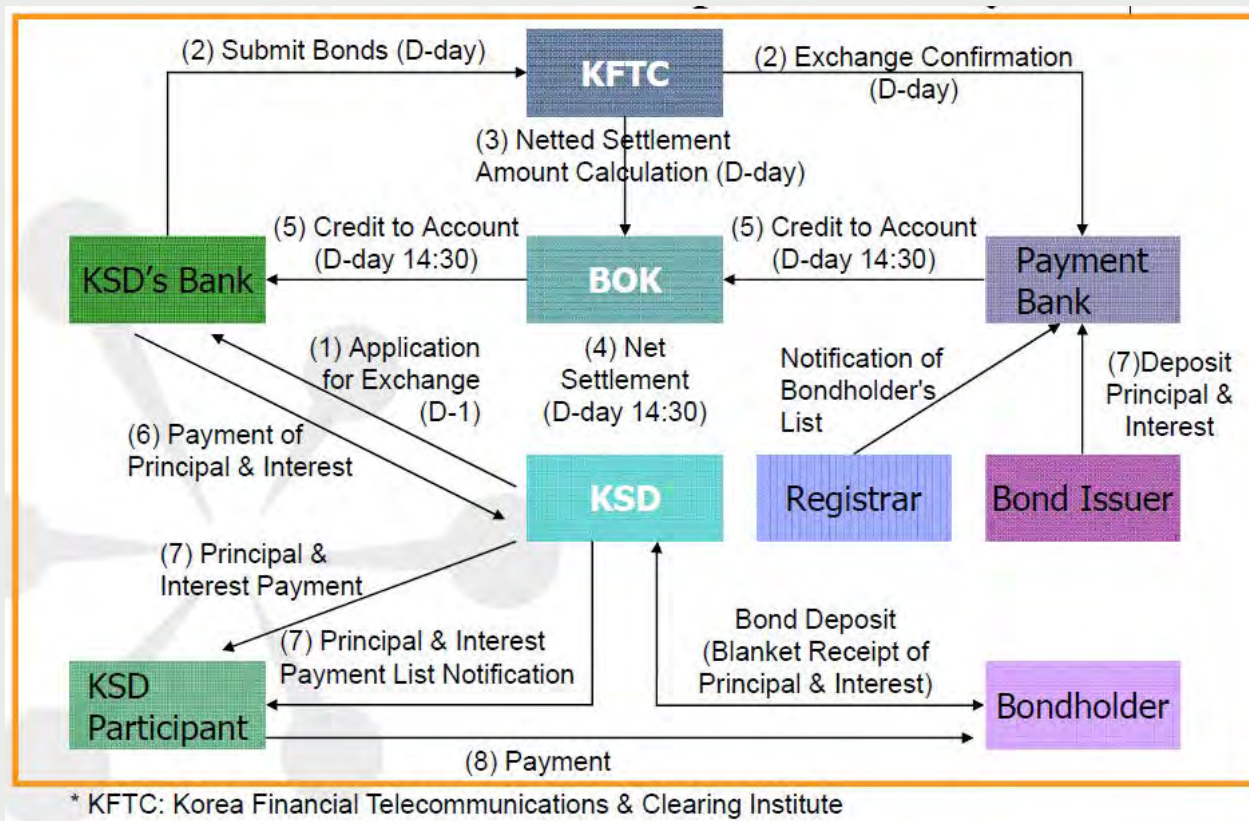 (2) Submit Bonds (D-day)
KFTC
(2) Exchange Confirmation
(D-day)
(3) Netted Settlement
Amount Calculation (D-day)
(5) Credit to Account
(D-day 14:30)
(5) Credit to Account
(D-day 14:30)
KSD's Bank
BOK
Payment
Bank
(1) Application
for Exchange
(D-1)
(4) Net
Settlement
(D-day 14:30)
Notification of
Bondholder's
List
(7)Deposit
Principal &
Interest
(6) Payment of
Principal & Interest
KSD
Registrar
Bond Issuer
(7) Principal &
Interest Payment
(7) Principal & Interest
Payment List Notification
Bond Deposit
(Blanket Receipt of
Principal & Interest)
KSD
Participant
Bondholder
(8) Payment
* KFTC: Korea Financial Telecommunications & Clearing Institute